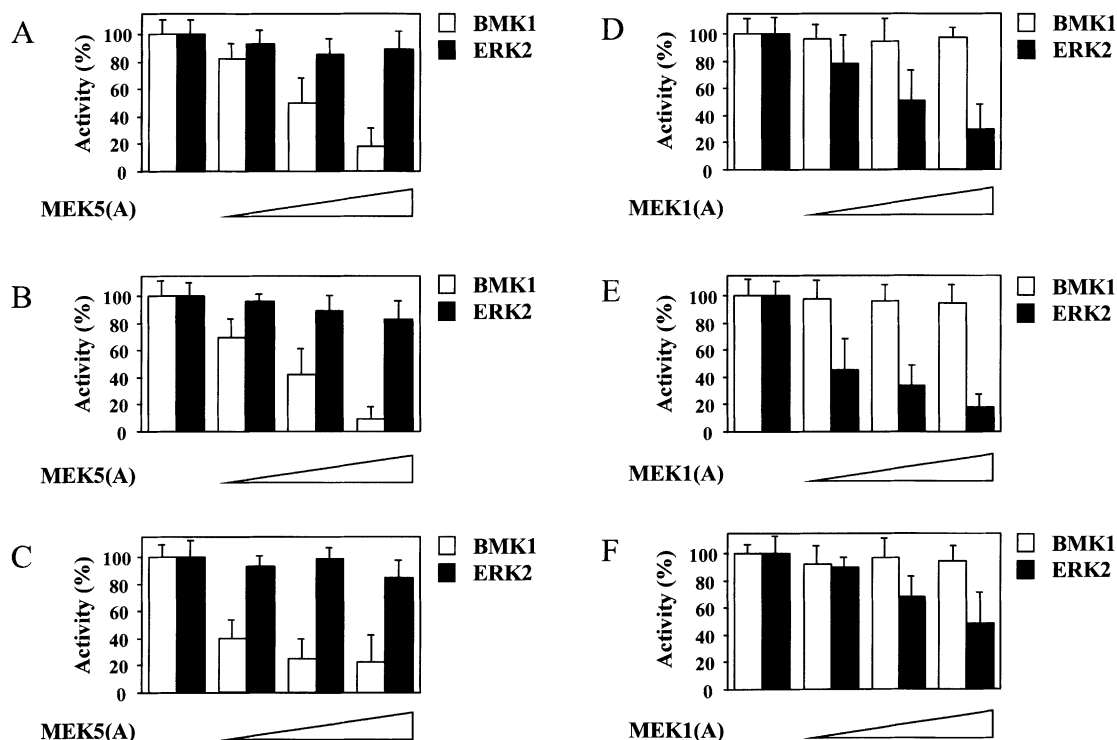 A
Activity (%)
100
80
60
40
20
0
BMK1
ERK2
MEK5(A)
D
Activity (%)
100
80
60
40
20
0
BMK1
ERK2
MEK1(A)
B
Activity (%)
100
80
60
40
20
0
BMK1
ERK2
MEK5(A)
E
Activity (%)
100
80
60
40
20
0
BMK1
ERK2
MEK1(A)
C
Activity (%)
100
80
60
40
20
0
BMK1
ERK2
MEK5(A)
F
Activity (%)
100
80
60
40
20
0
BMK1
ERK2
MEK1(A)